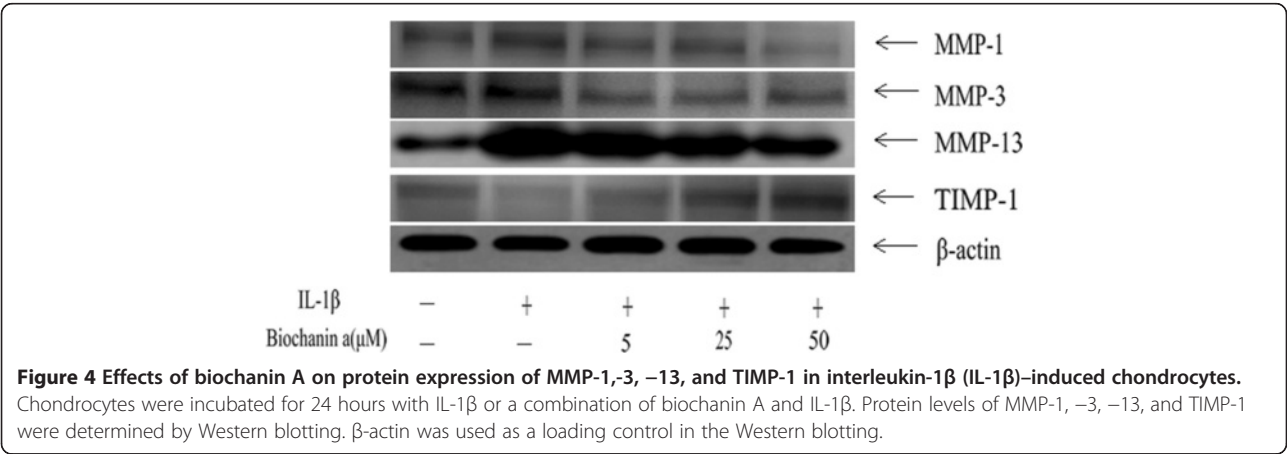 MMP-1
MMP-3
MMP-13
TIMP-1
β-actin
IL-1β − + + + +
Biochanin a(μM) − − 5 25 50
Figure 4 Effects of biochanin A on protein expression of MMP-1,-3, −13, and TIMP-1 in interleukin-1β (IL-1β)–induced chondrocytes.
Chondrocytes were incubated for 24 hours with IL-1β or a combination of biochanin A and IL-1β. Protein levels of MMP-1, −3, −13, and TIMP-1
were determined by Western blotting. β-actin was used as a loading control in the Western blotting.